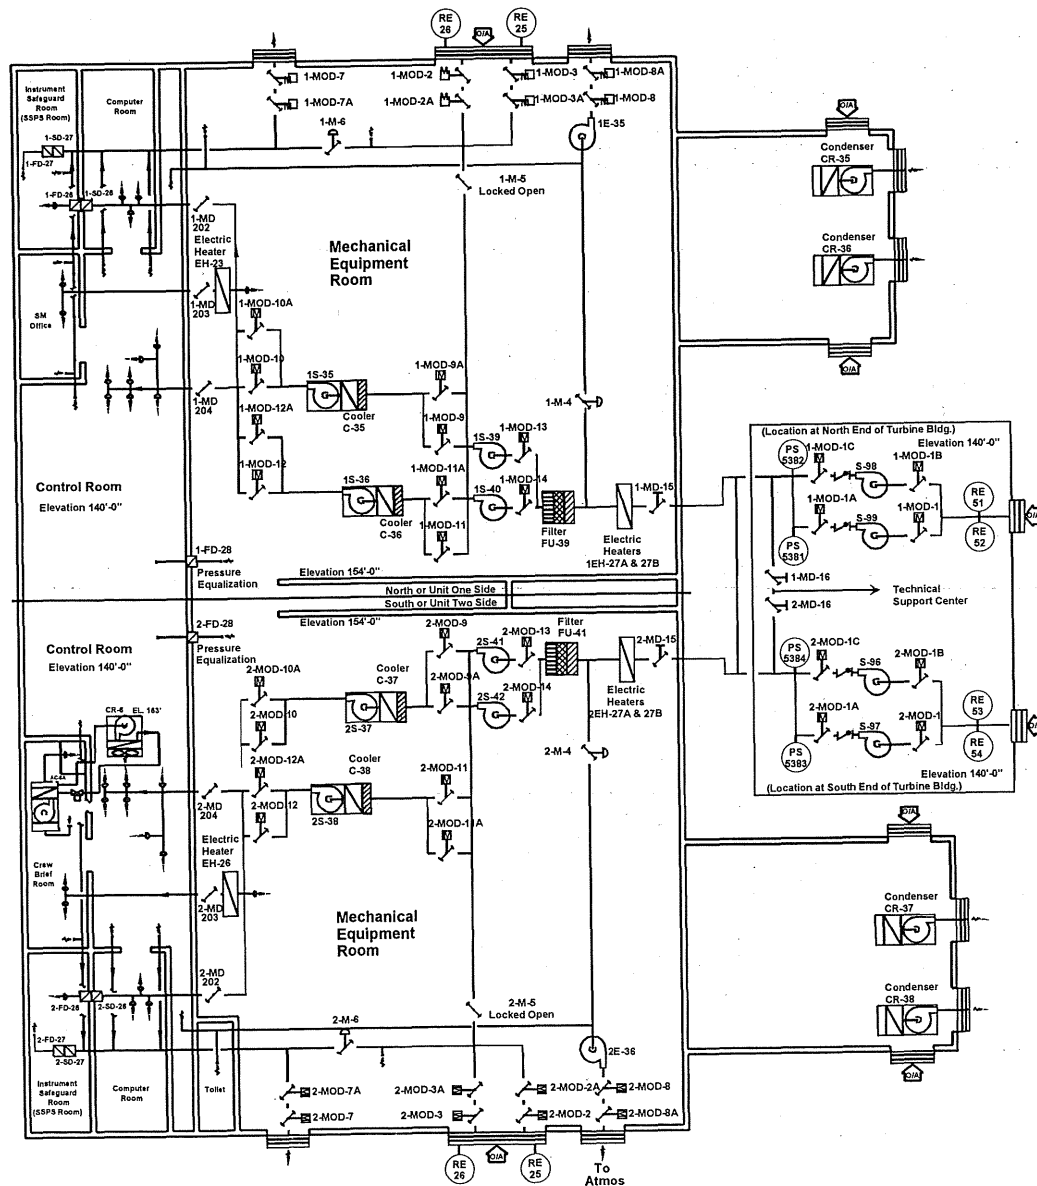 RE
26
O/A
RE
25
1-MOD-7
1-MOD-2
1-MOD-3
1-MOD-8A
1-MOD-7A
1-MOD-2A
1-MOD-3A
1-MOD-8
Instrument
Safeguard
Room
(SSPS Room)
Computer
Room
1-M-6
1E-35
O/A
1-SD-27
1-FD-27
Condenser
CR-35
1-M-5
Locked Open
1-FD-26
1-SD-26
1-MD
202
Electric
Heater
EH-23
Mechanical
Equipment
Room
Condenser
CR-36
1-MD
203
1-MOD-10A
SM
Office
1-MOD-10
1S-35
1-MOD-9A
O/A
1-MD
204
1-MOD-12A
Cooler
C-35
1-MOD-9
1-M-4
1S-39
1-MOD-13
(Location at North End of Turbine Bldg.)
Elevation 140'-0"
PS
5382
1-MOD-1C
S-98
1-MOD-1B
1-MOD-12
1S-36
1-MOD-11A
1S-40
1-MOD-14
1-MD-15
Control Room
Elevation 140'-0"
1-MOD-1A
S-99
1-MOD-1
RE
51
O/A
Cooler
C-36
1-MOD-11
Filter
FU-39
PS
5381
RE
52
Electric
Heaters
1EH-27A & 27B
1-FD-28
Pressure
Equalization
Elevation 154'-0"
1-MD-16
North or Unit One Side
South or Unit Two Side
Technical
Support Center
2-MD-16
Elevation 154'-0"
2-FD-28
Pressure
Equalization
Control Room
Elevation 140'-0"
2-MOD-9
2S-41
2-MOD-13
Filter
FU-41
2-MD-15
PS
5384
2-MOD-1C
S-96
2-MOD-1B
2-MOD-10A
Cooler
C-37
2-MOD-9A
2S-42
2-MOD-14
Electric
Heaters
2EH-27A & 27B
CR-6
EL. 163'
2-MOD-10
2S-37
2-MOD-1A
S-97
2-MOD-1
RE
53
O/A
2-M-4
PS
5383
RE
54
2-MOD-12A
Cooler
C-38
2-MOD-11
Elevation 140'-0"
(Location at South End of Turbine Bldg.)
2-MD
204
2-MOD-12
2S-38
2-MOD-11A
O/A
Electric
Heater
EH-26
Crew
Brief
Room
2-MD
203
Condenser
CR-37
Mechanical
Equipment
Room
2-MD
202
Condenser
CR-38
2-FD-26
2-SD-26
2-M-5
Locked Open
2-M-6
2E-36
2-FD-27
2-SD-27
O/A
Instrument
Safeguard
Room
(SSPS Room)
Computer
Room
Toilet
2-MOD-7A
2-MOD-3A
2-MOD-2A
2-MOD-8
2-MOD-7
2-MOD-3
2-MOD-2
2-MOD-8A
RE
26
O/A
RE
25
To
Atmos